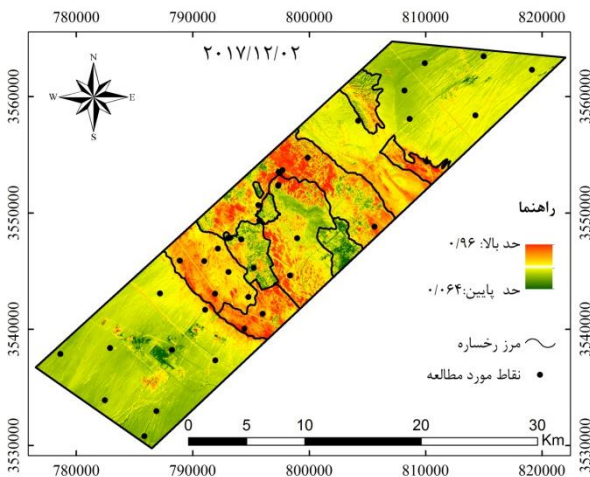 780000 790000 800000 810000 820000
3560000
3550000
3540000
3530000
۲۰۱۷/۱۲/۰۲
N
W E
S
راهنما
حد بالا: ۰/۹۶
حد پایین: ۰/۰۶۴
مرز رخساره
نقاط مورد مطالعه
0 5 10 20 30
Km
3560000
3550000
3540000
3530000
780000 790000 800000 810000 820000